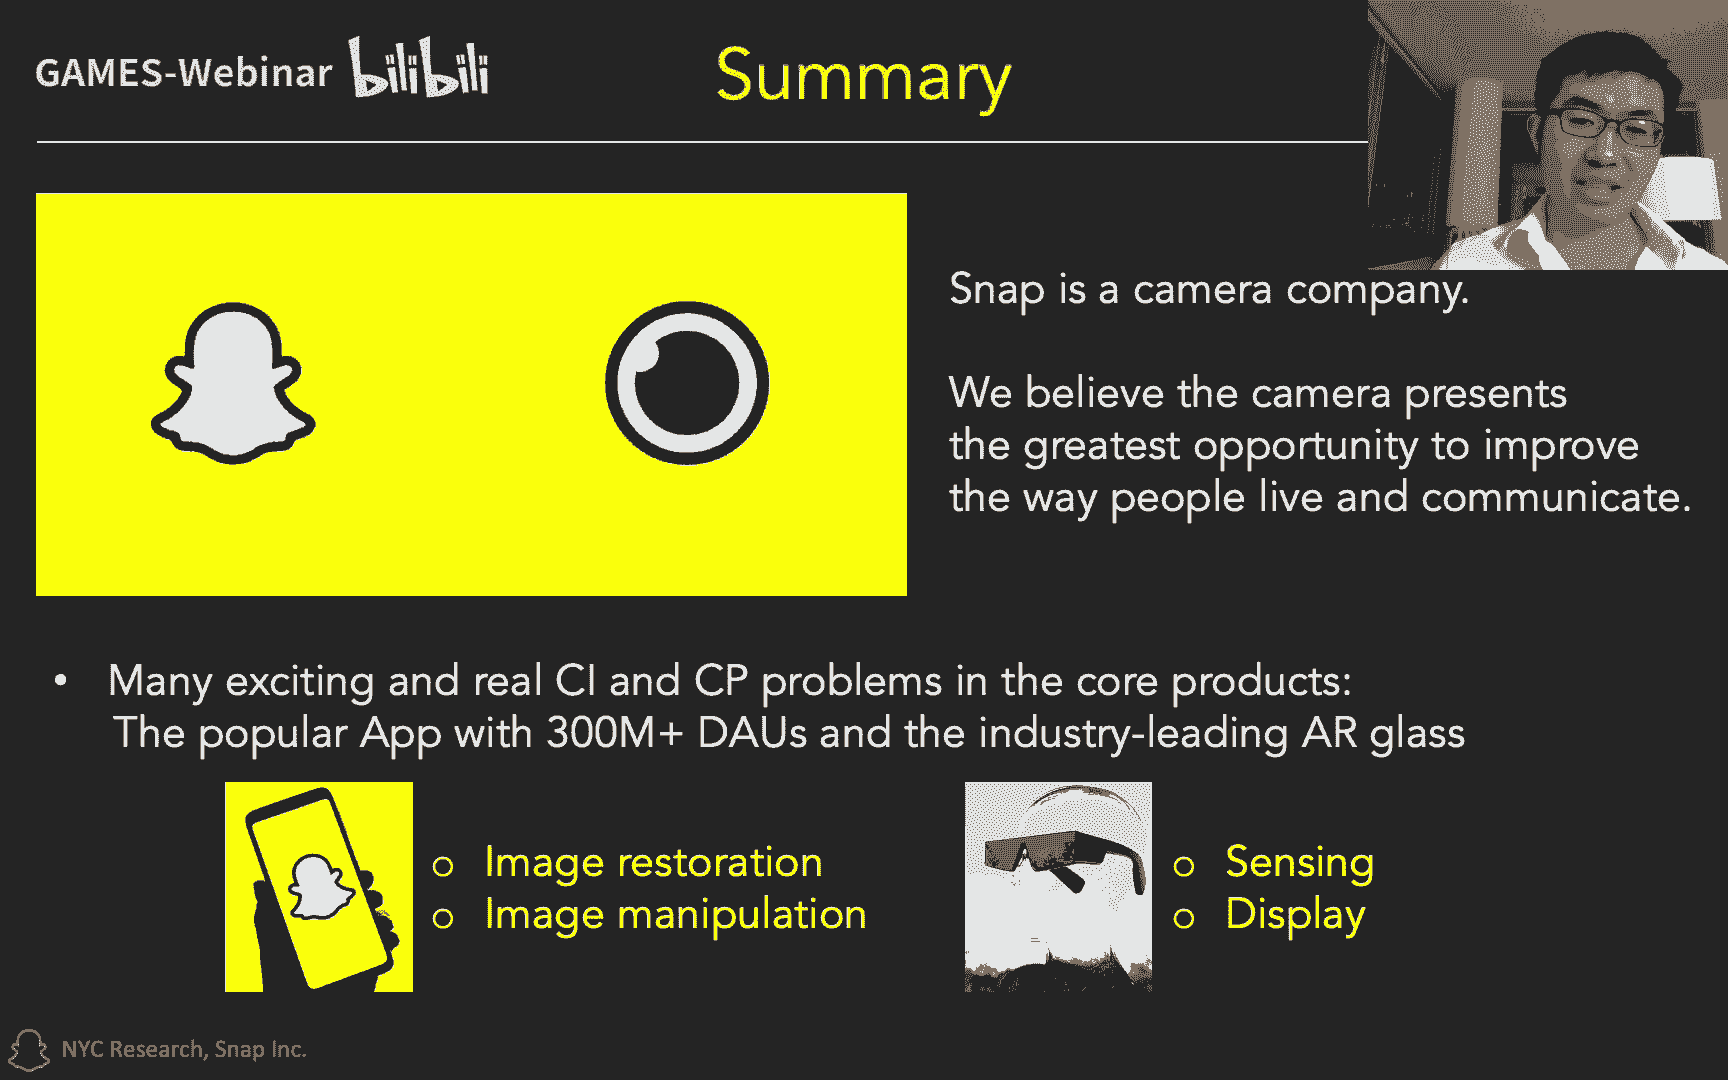 GAMES-Webinar bilibili
Summary
Snap is a camera company.
We believe the camera presents
the greatest opportunity to improve
the way people live and communicate.
• Many exciting and real CI and CP problems in the core products:
The popular App with 300M+ DAUs and the industry-leading AR glass
○ Image restoration
○ Image manipulation
○ Sensing
○ Display
NYC Research, Snap Inc.